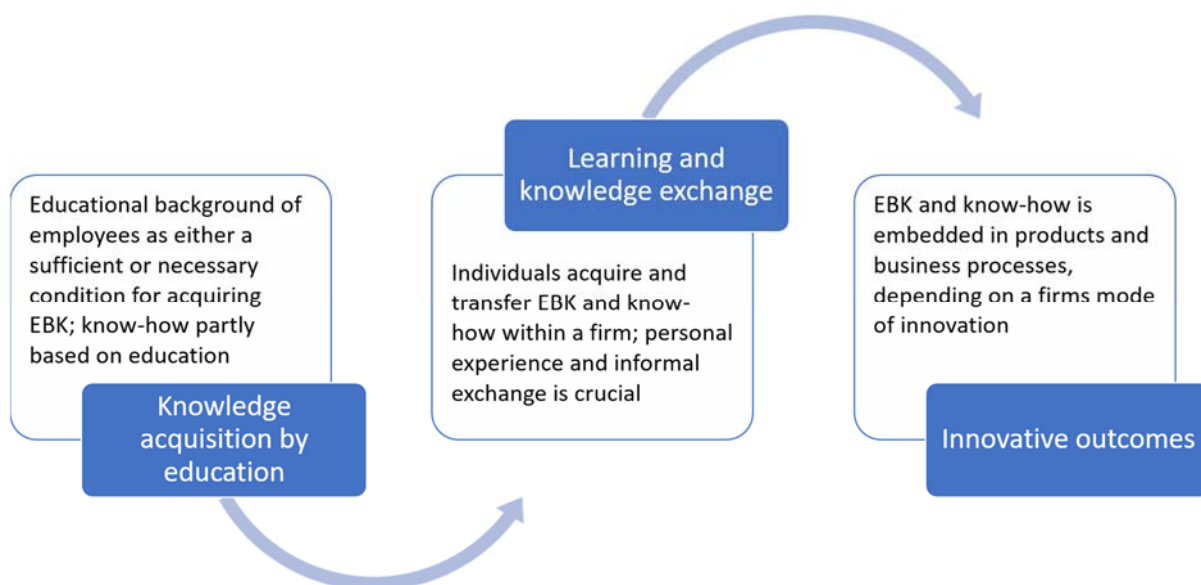 Educational background of
employees as either a
sufficient or necessary
condition for acquiring
EBK; know-how partly
based on education
Knowledge
acquisition by
education
Learning and
knowledge exchange
Individuals acquire and
transfer EBK and know-
how within a firm; personal
experience and informal
exchange is crucial
EBK and know-how is
embedded in products and
business processes,
depending on a firms mode
of innovation
Innovative outcomes